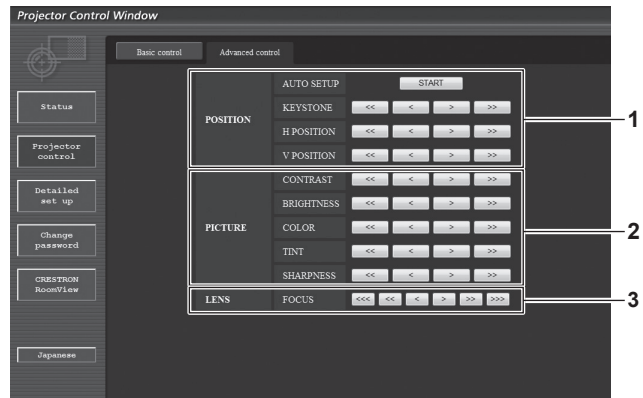 Projector Control Window
Basic control Advanced control
Status
Projector
control
Detailed
set up
Change
password
CRESTRON
RoomView
Japanese
POSITION
AUTO SETUP START
KEYSTONE << < > >>
H POSITION << < > >>
V POSITION << < > >>
1
PICTURE
CONTRAST << < > >>
BRIGHTNESS << < > >>
COLOR << < > >>
TINT << < > >>
SHARPNESS << < > >>
2
LENS FOCUS <<< << < > >> >>>
3